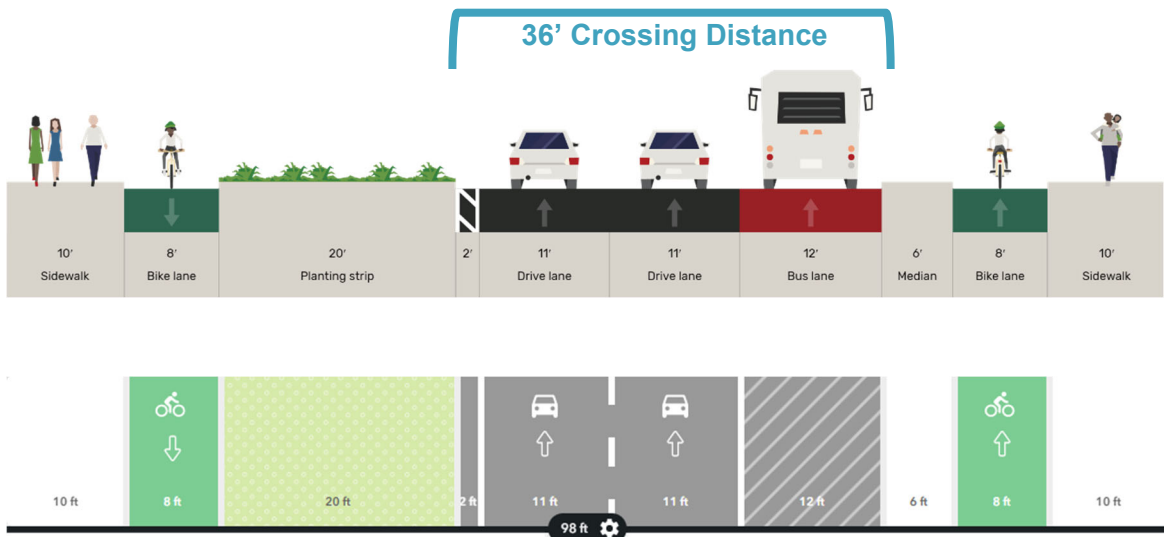 36’ Crossing Distance
10′ 8′ 20′ 2′ 11′ 11′ 12′ 6′ 8′ 10′
Sidewalk Bike lane Planting strip Drive lane Drive lane Bus lane Median Bike lane Sidewalk
10 ft 8 ft 20 ft 2 ft 11 ft 11 ft 12 ft 6 ft 8 ft 10 ft
98 ft